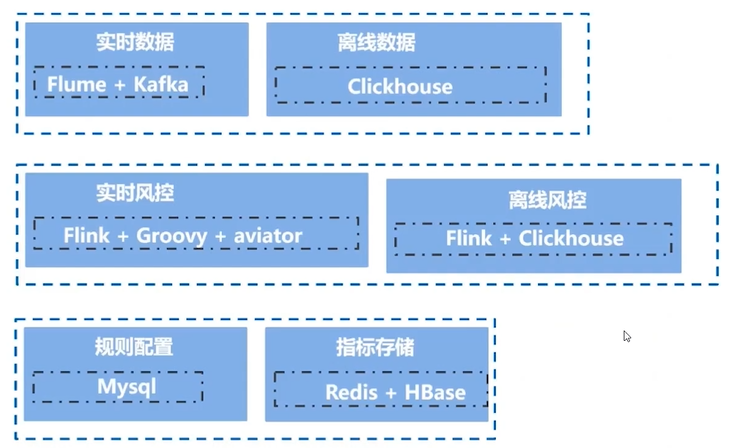 实时数据
离线数据
Flume + Kafka
Clickhouse
实时风控
离线风控
Flink + Groovy + aviator
Flink + Clickhouse
规则配置
指标存储
Mysql
Redis + HBase